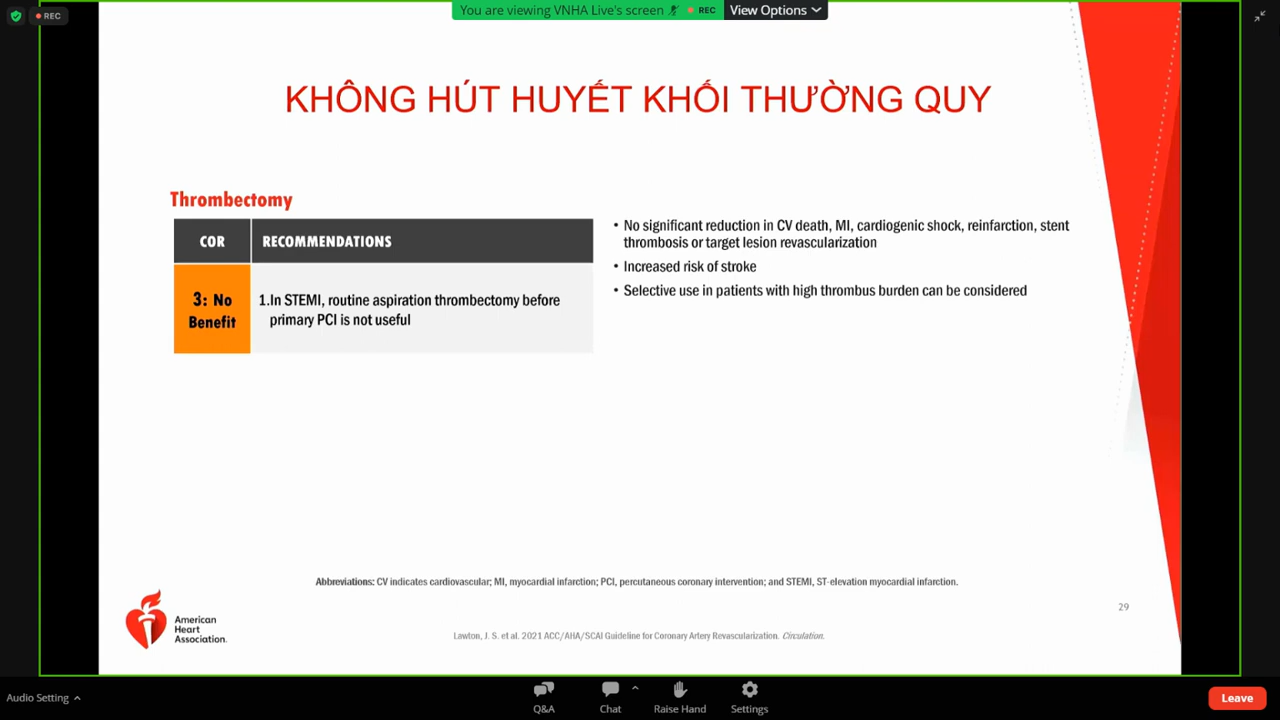 REC
You are viewing VNHA Live's screen
REC
View Options
KHÔNG HÚT HUYẾT KHỐI THƯỜNG QUY
Thrombectomy
COR
RECOMMENDATIONS
3: No
Benefit
1.In STEMI, routine aspiration thrombectomy before
primary PCI is not useful
• No significant reduction in CV death, MI, cardiogenic shock, reinfarction, stent
thrombosis or target lesion revascularization
• Increased risk of stroke
• Selective use in patients with high thrombus burden can be considered
Abbreviations: CV indicates cardiovascular; MI, myocardial infarction; PCI, percutaneous coronary intervention; and STEMI, ST-elevation myocardial infarction.
29
American
Heart
Association.
Lawton, J. S. et al. 2021 ACC/AHA/SCAI Guideline for Coronary Artery Revascularization. Circulation.
Audio Setting
Q&A
Chat
Raise Hand
Settings
Leave